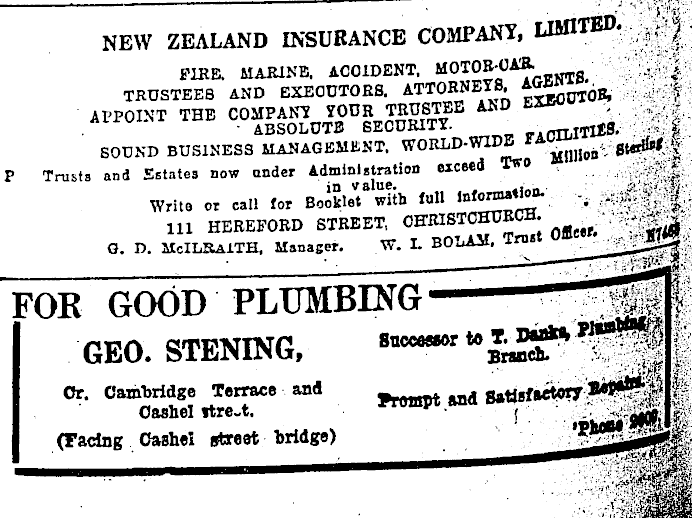 NEW ZEALAND INSURANCE COMPANY, LIMITED.
FIRE, MARINE, ACCIDENT, MOTOR-CAR.
TRUSTEES AND EXECUTORS, ATTORNEYS, AGENTS.
APPOINT THE COMPANY YOUR TRUSTEE AND EXECUTOR,
ABSOLUTE SECURITY.
SOUND BUSINESS MANAGEMENT, WORLD-WIDE FACILITIES.
P Trusts and Estates now under Administration exceed Two Million Sterling
in value.
Write or call for Booklet with full information.
111 HEREFORD STREET, CHRISTCHURCH.
G. D. McILRAITH, Manager. W. I. BOLAM, Trust Officer.
FOR GOOD PLUMBING
GEO. STENING,
Cr. Cambridge Terrace and
Cashel street.
(Facing Cashel street bridge)
Successor to T. Danks, Plumbing
Branch.
Prompt and Satisfactory Repairs.
'Phone